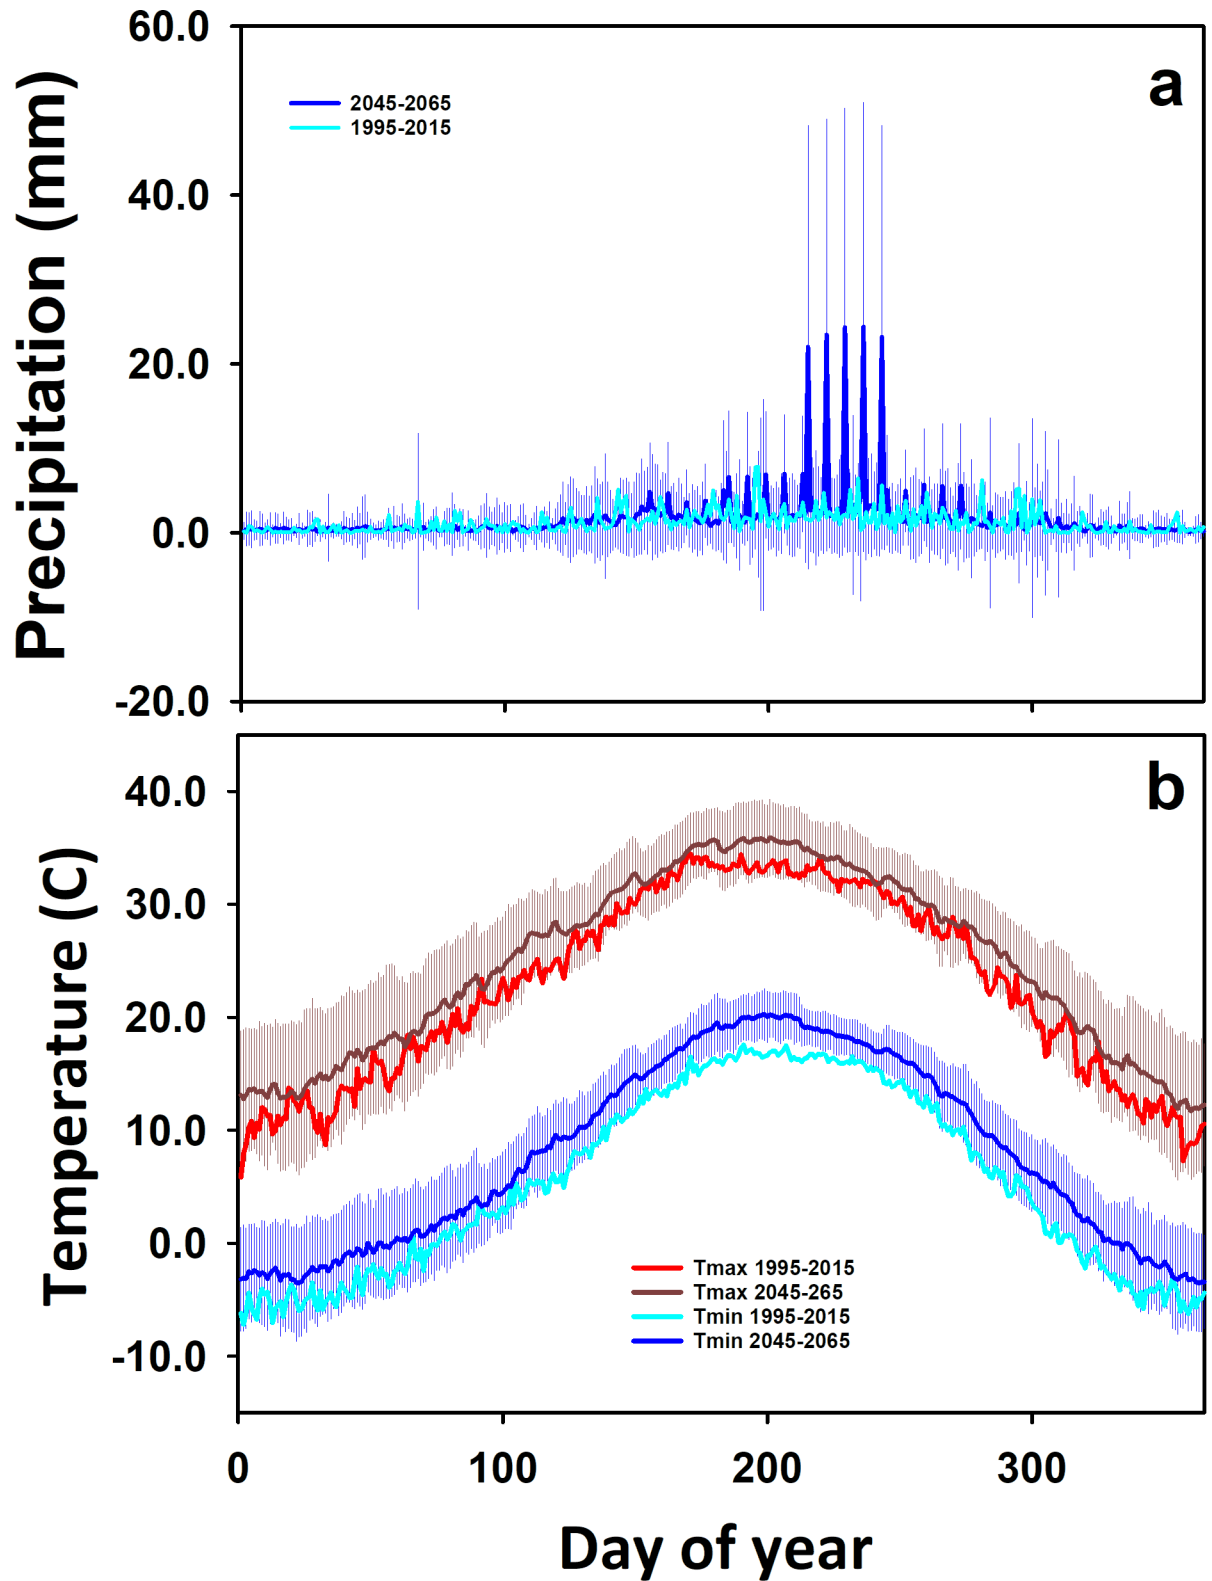 60.0
a
2045-2065
1995-2015
40.0
20.0
0.0
-20.0
Precipitation (mm)
b
40.0
30.0
20.0
10.0
0.0
-10.0
Temperature (C)
Tmax 1995-2015
Tmax 2045-265
Tmin 1995-2015
Tmin 2045-2065
0 100 200 300
Day of year